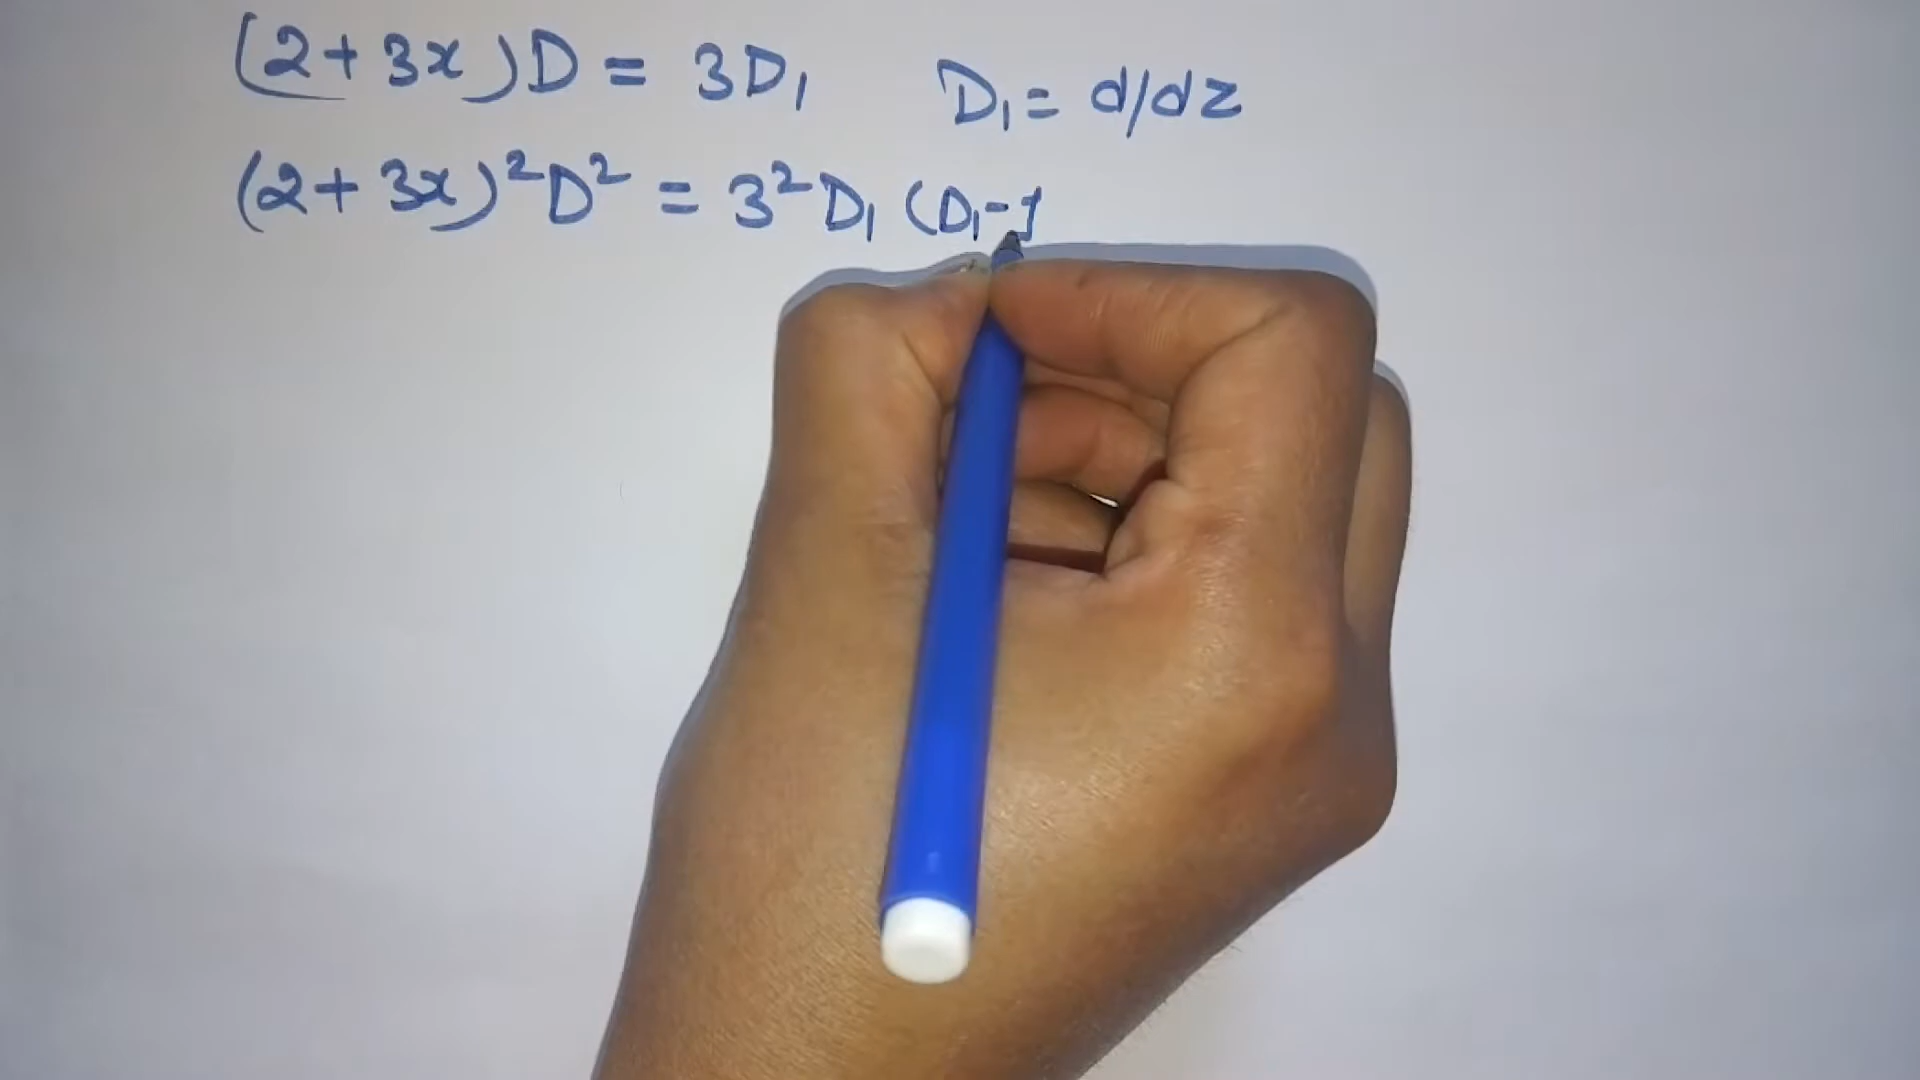 (2+3x)D = 3D₁ D₁ = d/dz
(2+3x)²D² = 3²D₁ (D₁-1